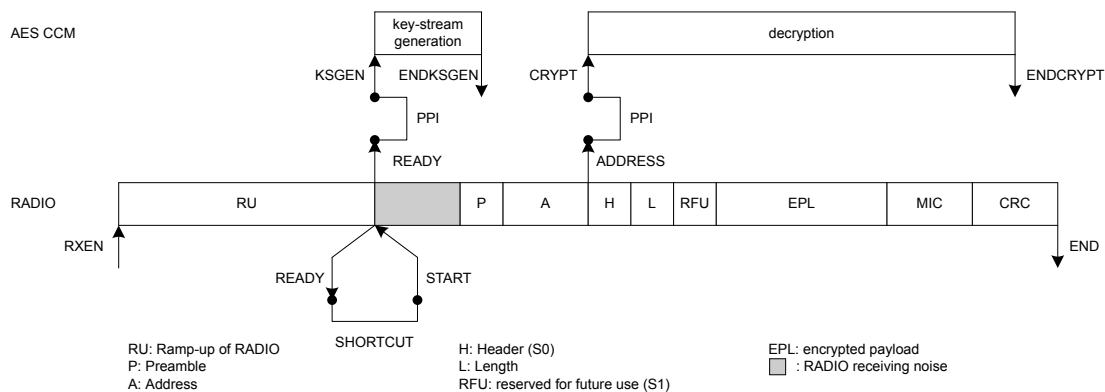 AES CCM
key-stream
generation
decryption
KSGEN
ENDKSGEN
CRYPT
ENDCRYPT
PPI
PPI
READY
ADDRESS
RADIO
RU
P
A
H
L
RFU
EPL
MIC
CRC
RXEN
END
READY
START
SHORTCUT
RU: Ramp-up of RADIO
P: Preamble
A: Address
H: Header (S0)
L: Length
RFU: reserved for future use (S1)
EPL: encrypted payload
: RADIO receiving noise